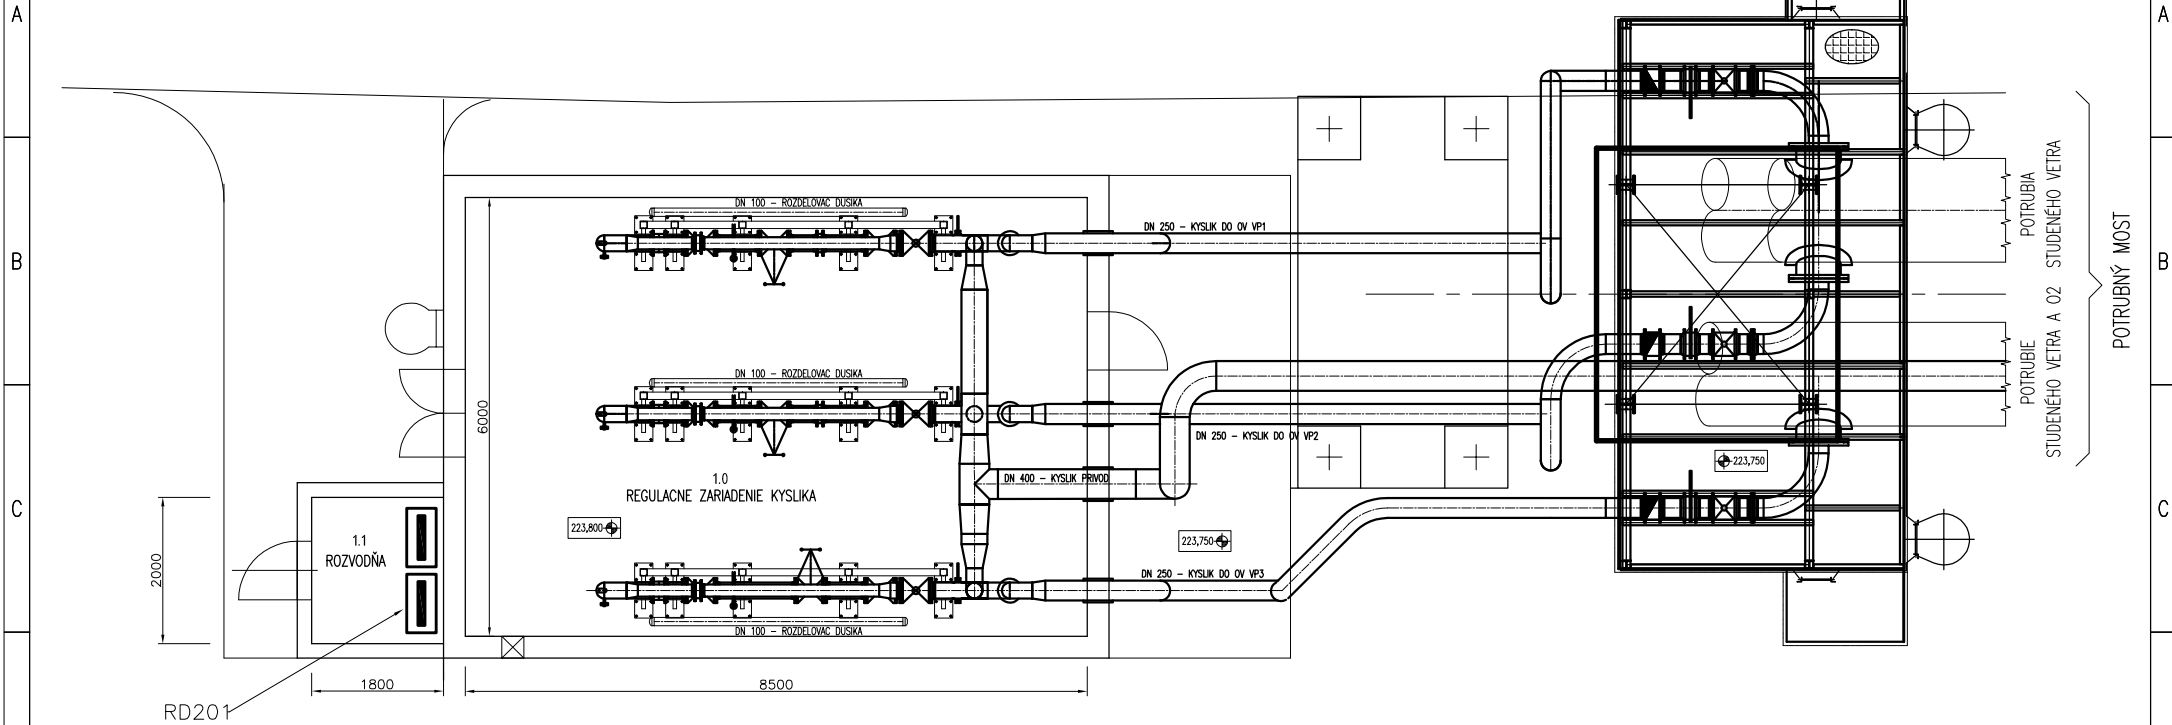 A
A
DN 100 - ROZDELOVAC DUSIKA
DN 250 - KYSLIK DO OV VP1
B
B
POTRUBIA
STUDENÉHO VETRA
POTRUBNÝ MOST
6000
DN 100 - ROZDELOVAC DUSIKA
DN 250 - KYSLIK DO OV VP2
POTRUBIE
STUDENÉHO VETRA A O2
223,750
1.0
REGULACNE ZARIADENIE KYSLIKA
DN 400 - KYSLIK PRIVOD
C
C
223,800
223,750
1.1
ROZVODŇA
2000
DN 250 - KYSLIK DO OV VP3
DN 100 - ROZDELOVAC DUSIKA
1800
8500
RD201